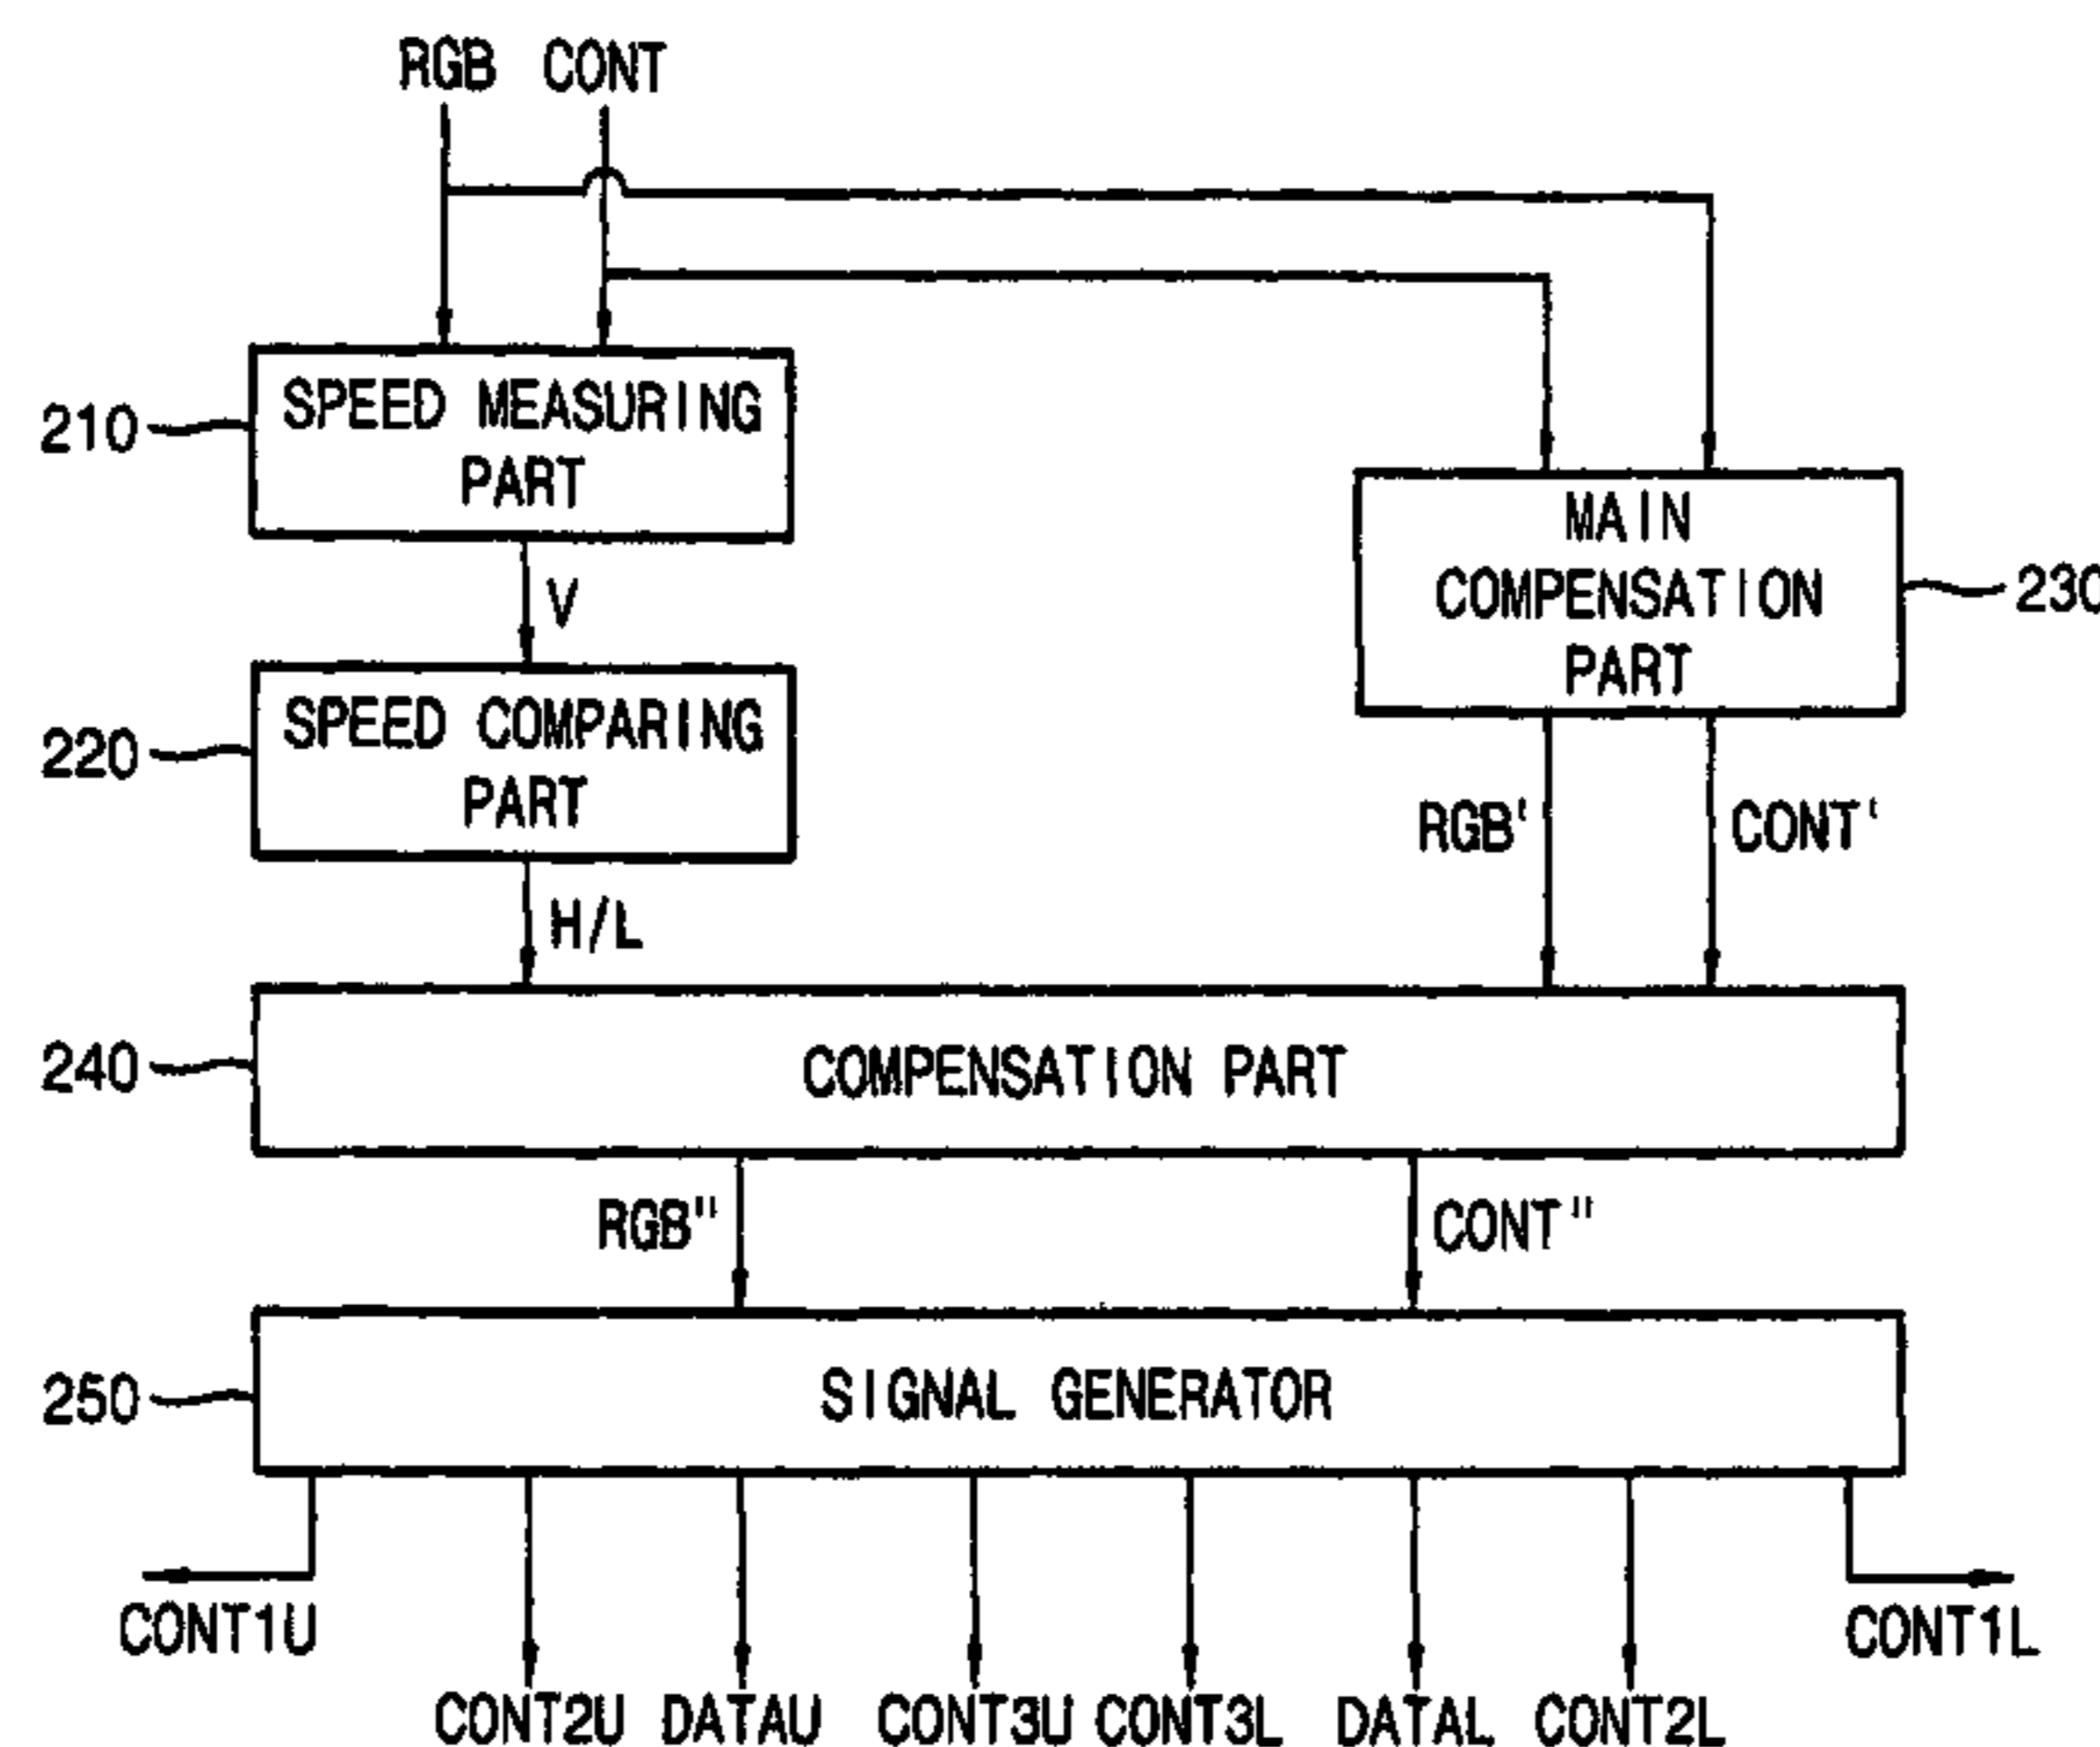 RGB CONT
210
SPEED MEASURING
PART
MAIN
COMPENSATION
PART
230
V
220
SPEED COMPARING
PART
RGB' CONT'
H/L
240
COMPENSATION PART
RGB" CONT"
250
SIGNAL GENERATOR
CONT1U
CONT1L
CONT2U DATAU CONT3U CONT3L DATAL CONT2L